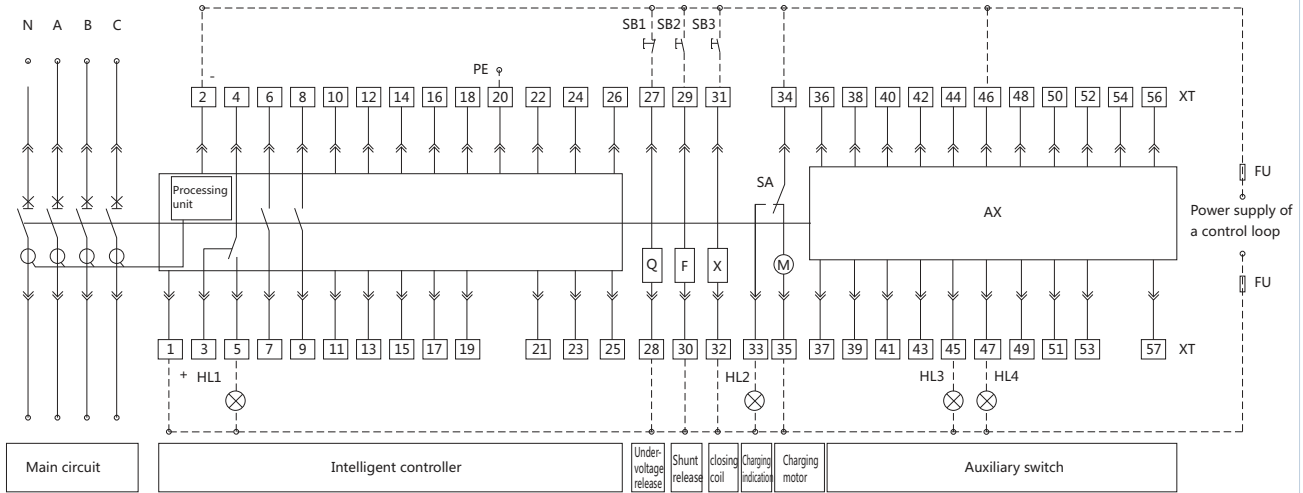 N A B C
SB1 SB2 SB3
PE
-
2 4 6 8 10 12 14 16 18 20 22 24 26 27 29 31 34 36 38 40 42 44 46 48 50 52 54 56 XT
FU
Processing
unit
SA
AX
Power supply of
a control loop
Q F X M
FU
1 3 5 7 9 11 13 15 17 19 21 23 25 28 30 32 33 35 37 39 41 43 45 47 49 51 53 57 XT
+ HL1 HL2 HL3 HL4
Main circuit
Intelligent controller
Under-
voltage
release
Shunt
release
closing
coil
Charging
indication
Charging
motor
Auxiliary switch